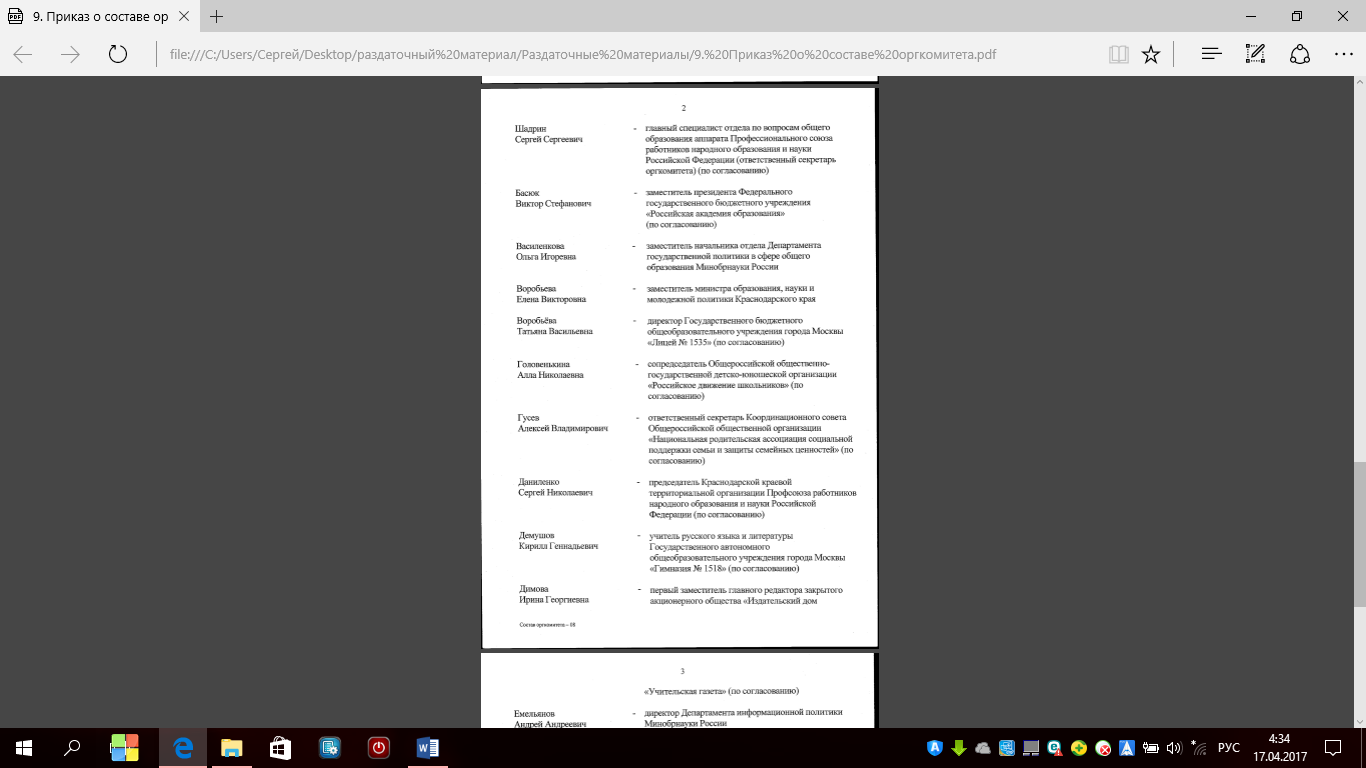 9. Приказ о составе ор
file:///C:/Users/Сергей/Desktop/раздаточный%20материал/Раздаточные%20материалы/9.%20Приказ%20о%20составе%20оргкомитета.pdf
2
Шадрин
Сергей Сергеевич
- главный специалист отдела по вопросам общего
образования аппарата Профессионального союза
работников народного образования и науки
Российской Федерации (ответственный секретарь
оргкомитета) (по согласованию)
Басюк
Виктор Стефанович
- заместитель президента Федерального
государственного бюджетного учреждения
«Российская академия образования»
(по согласованию)
Василенкова
Ольга Игоревна
- заместитель начальника отдела Департамента
государственной политики в сфере общего
образования Минобрнауки России
Воробьева
Елена Викторовна
- заместитель министра образования, науки и
молодежной политики Краснодарского края
Воробьёва
Татьяна Васильевна
- директор Государственного бюджетного
общеобразовательного учреждения города Москвы
«Лицей № 1535» (по согласованию)
Головенькина
Алла Николаевна
- сопредседатель Общероссийской общественно-
государственной детско-юношеской организации
«Российское движение школьников» (по
согласованию)
Гусев
Алексей Владимирович
- ответственный секретарь Координационного совета
Общероссийской общественной организации
«Национальная родительская ассоциация социальной
поддержки семьи и защиты семейных ценностей» (по
согласованию)
Даниленко
Сергей Николаевич
- председатель Краснодарской краевой
территориальной организации Профсоюза работников
народного образования и науки Российской
Федерации (по согласованию)
Демушов
Кирилл Геннадьевич
- учитель русского языка и литературы
Государственного автономного
общеобразовательного учреждения города Москвы
«Гимназия № 1518» (по согласованию)
Димова
Ирина Георгиевна
- первый заместитель главного редактора закрытого
акционерного общества «Издательский дом
Состав оргкомитета – 08
3
«Учительская газета» (по согласованию)
Емельянов
Андрей Андреевич
- директор Департамента информационной политики
Минобрнауки России
РУС
4:34
17.04.2017